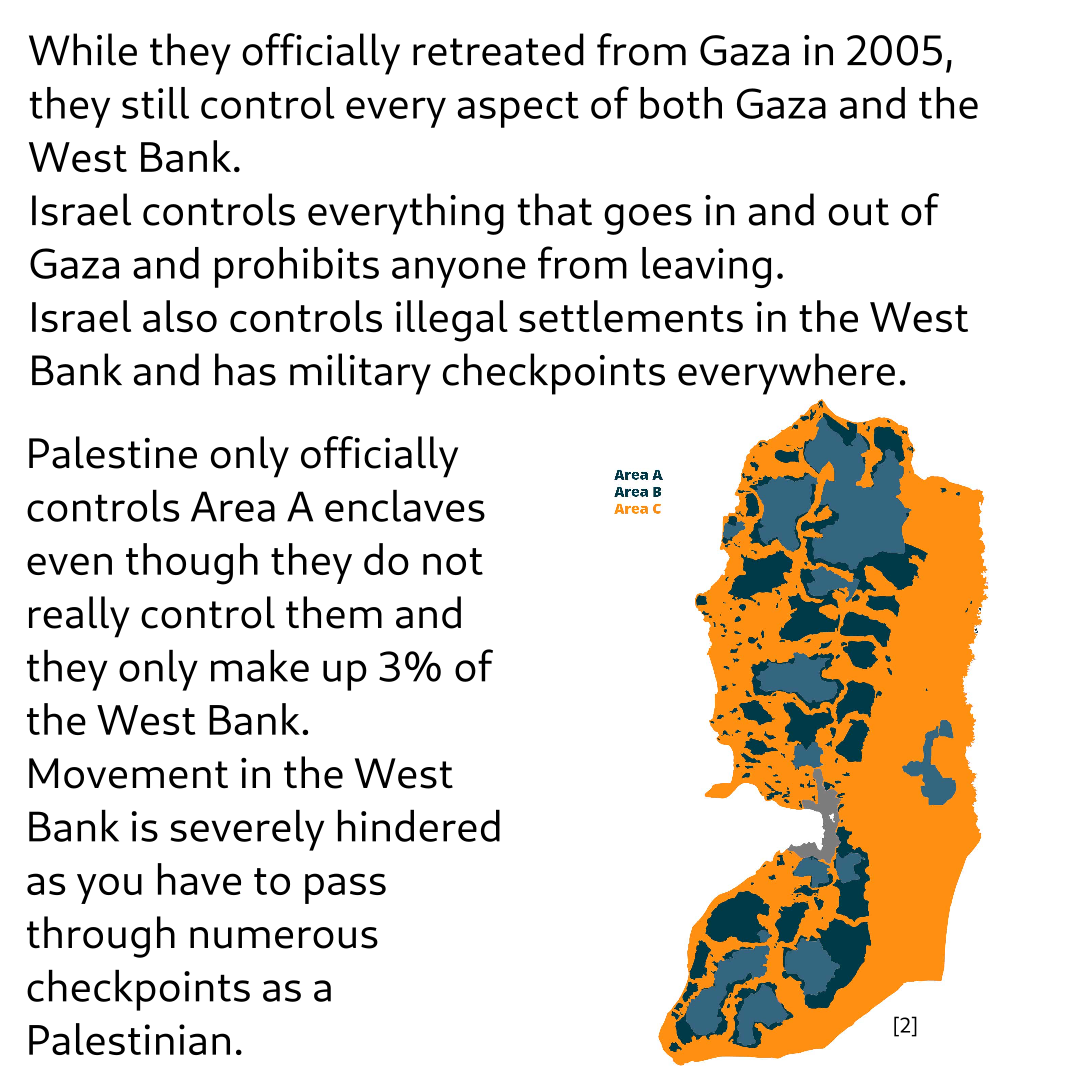 While they officially retreated from Gaza in 2005,
they still control every aspect of both Gaza and the
West Bank.
Israel controls everything that goes in and out of
Gaza and prohibits anyone from leaving.
Israel also controls illegal settlements in the West
Bank and has military checkpoints everywhere.
Palestine only officially
controls Area A enclaves
even though they do not
really control them and
they only make up 3% of
the West Bank.
Movement in the West
Bank is severely hindered
as you have to pass
through numerous
checkpoints as a
Palestinian.
Area A
Area B
Area C
[2]